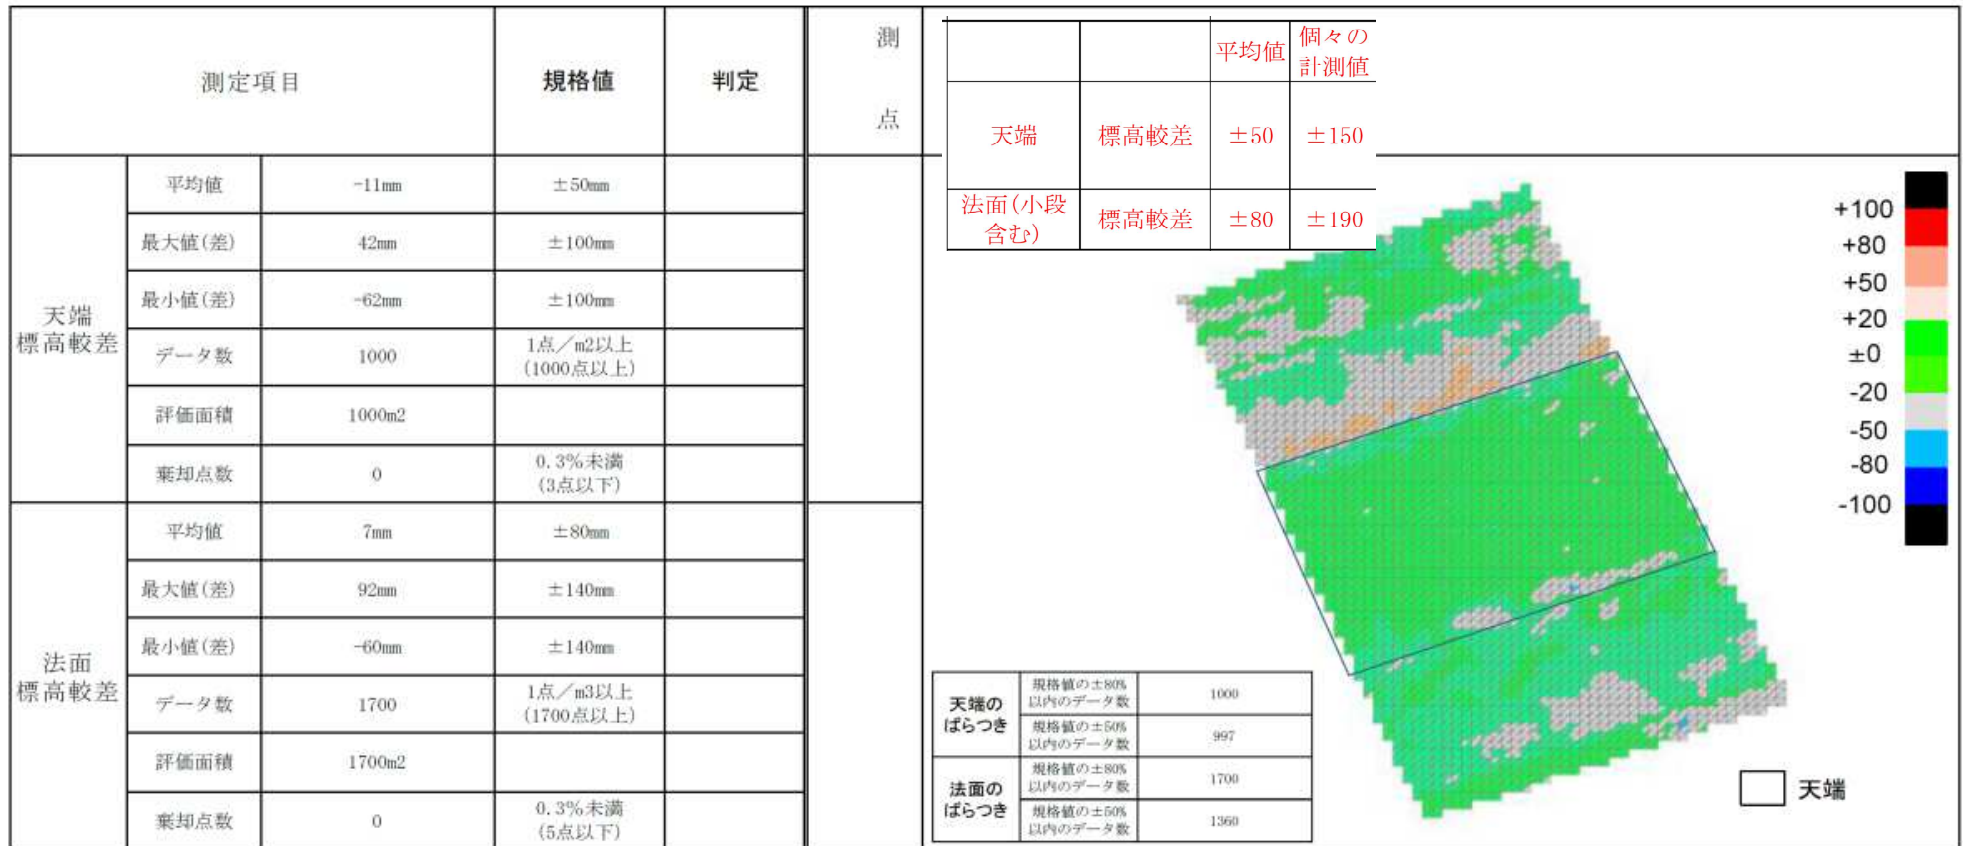 測定項目
規格値
判定
測
点
天端
標高較差
平均値
-11mm
±50mm
最大値(差)
42mm
±100mm
最小値(差)
-62mm
±100mm
データ数
1000
1点/m2以上
(1000点以上)
評価面積
1000m2
棄却点数
0
0.3%未満
(3点以下)
法面
標高較差
平均値
7mm
±80mm
最大値(差)
92mm
±140mm
最小値(差)
-60mm
±140mm
データ数
1700
1点/m3以上
(1700点以上)
評価面積
1700m2
棄却点数
0
0.3%未満
(5点以下)
平均値
個々の
計測値
天端
標高較差
±50
±150
法面(小段
含む)
標高較差
±80
±190
+100
+80
+50
+20
±0
-20
-50
-80
-100
天端の
ばらつき
規格値の±80%
以内のデータ数
1000
規格値の±50%
以内のデータ数
997
法面の
ばらつき
規格値の±80%
以内のデータ数
1700
規格値の±50%
以内のデータ数
1360
天端